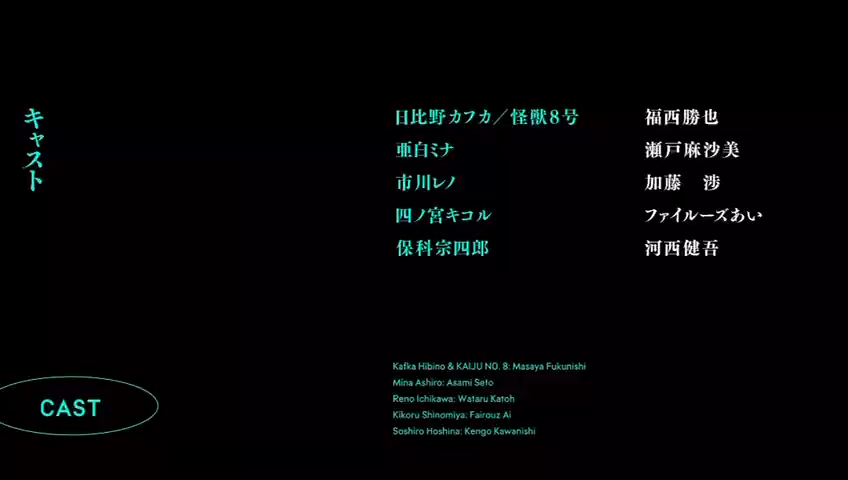 キャスト
日比野カフカ／怪獣8号 福西勝也
亜白ミナ 瀬戸麻沙美
市川レノ 加藤　渉
四ノ宮キコル ファイルーズあい
保科宗四郎 河西健吾
Kafka Hibino & KAIJU NO. 8: Masaya Fukunishi
Mina Ashiro: Asami Seto
Reno Ichikawa: Wataru Katoh
Kikoru Shinomiya: Fairouz Ai
Soshiro Hoshina: Kengo Kawanishi
CAST